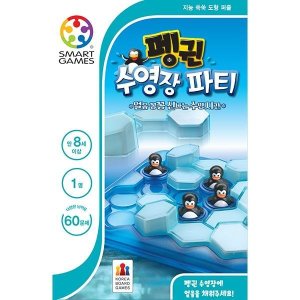 지능 쑥쑥 도형 퍼즐
SMART
GAMES
펭귄
수영장 파티
만 8세
이상
1명
60문제
KOREA
BOARD
GAMES
펭귄 수영장에
얼음을 채워주세요!